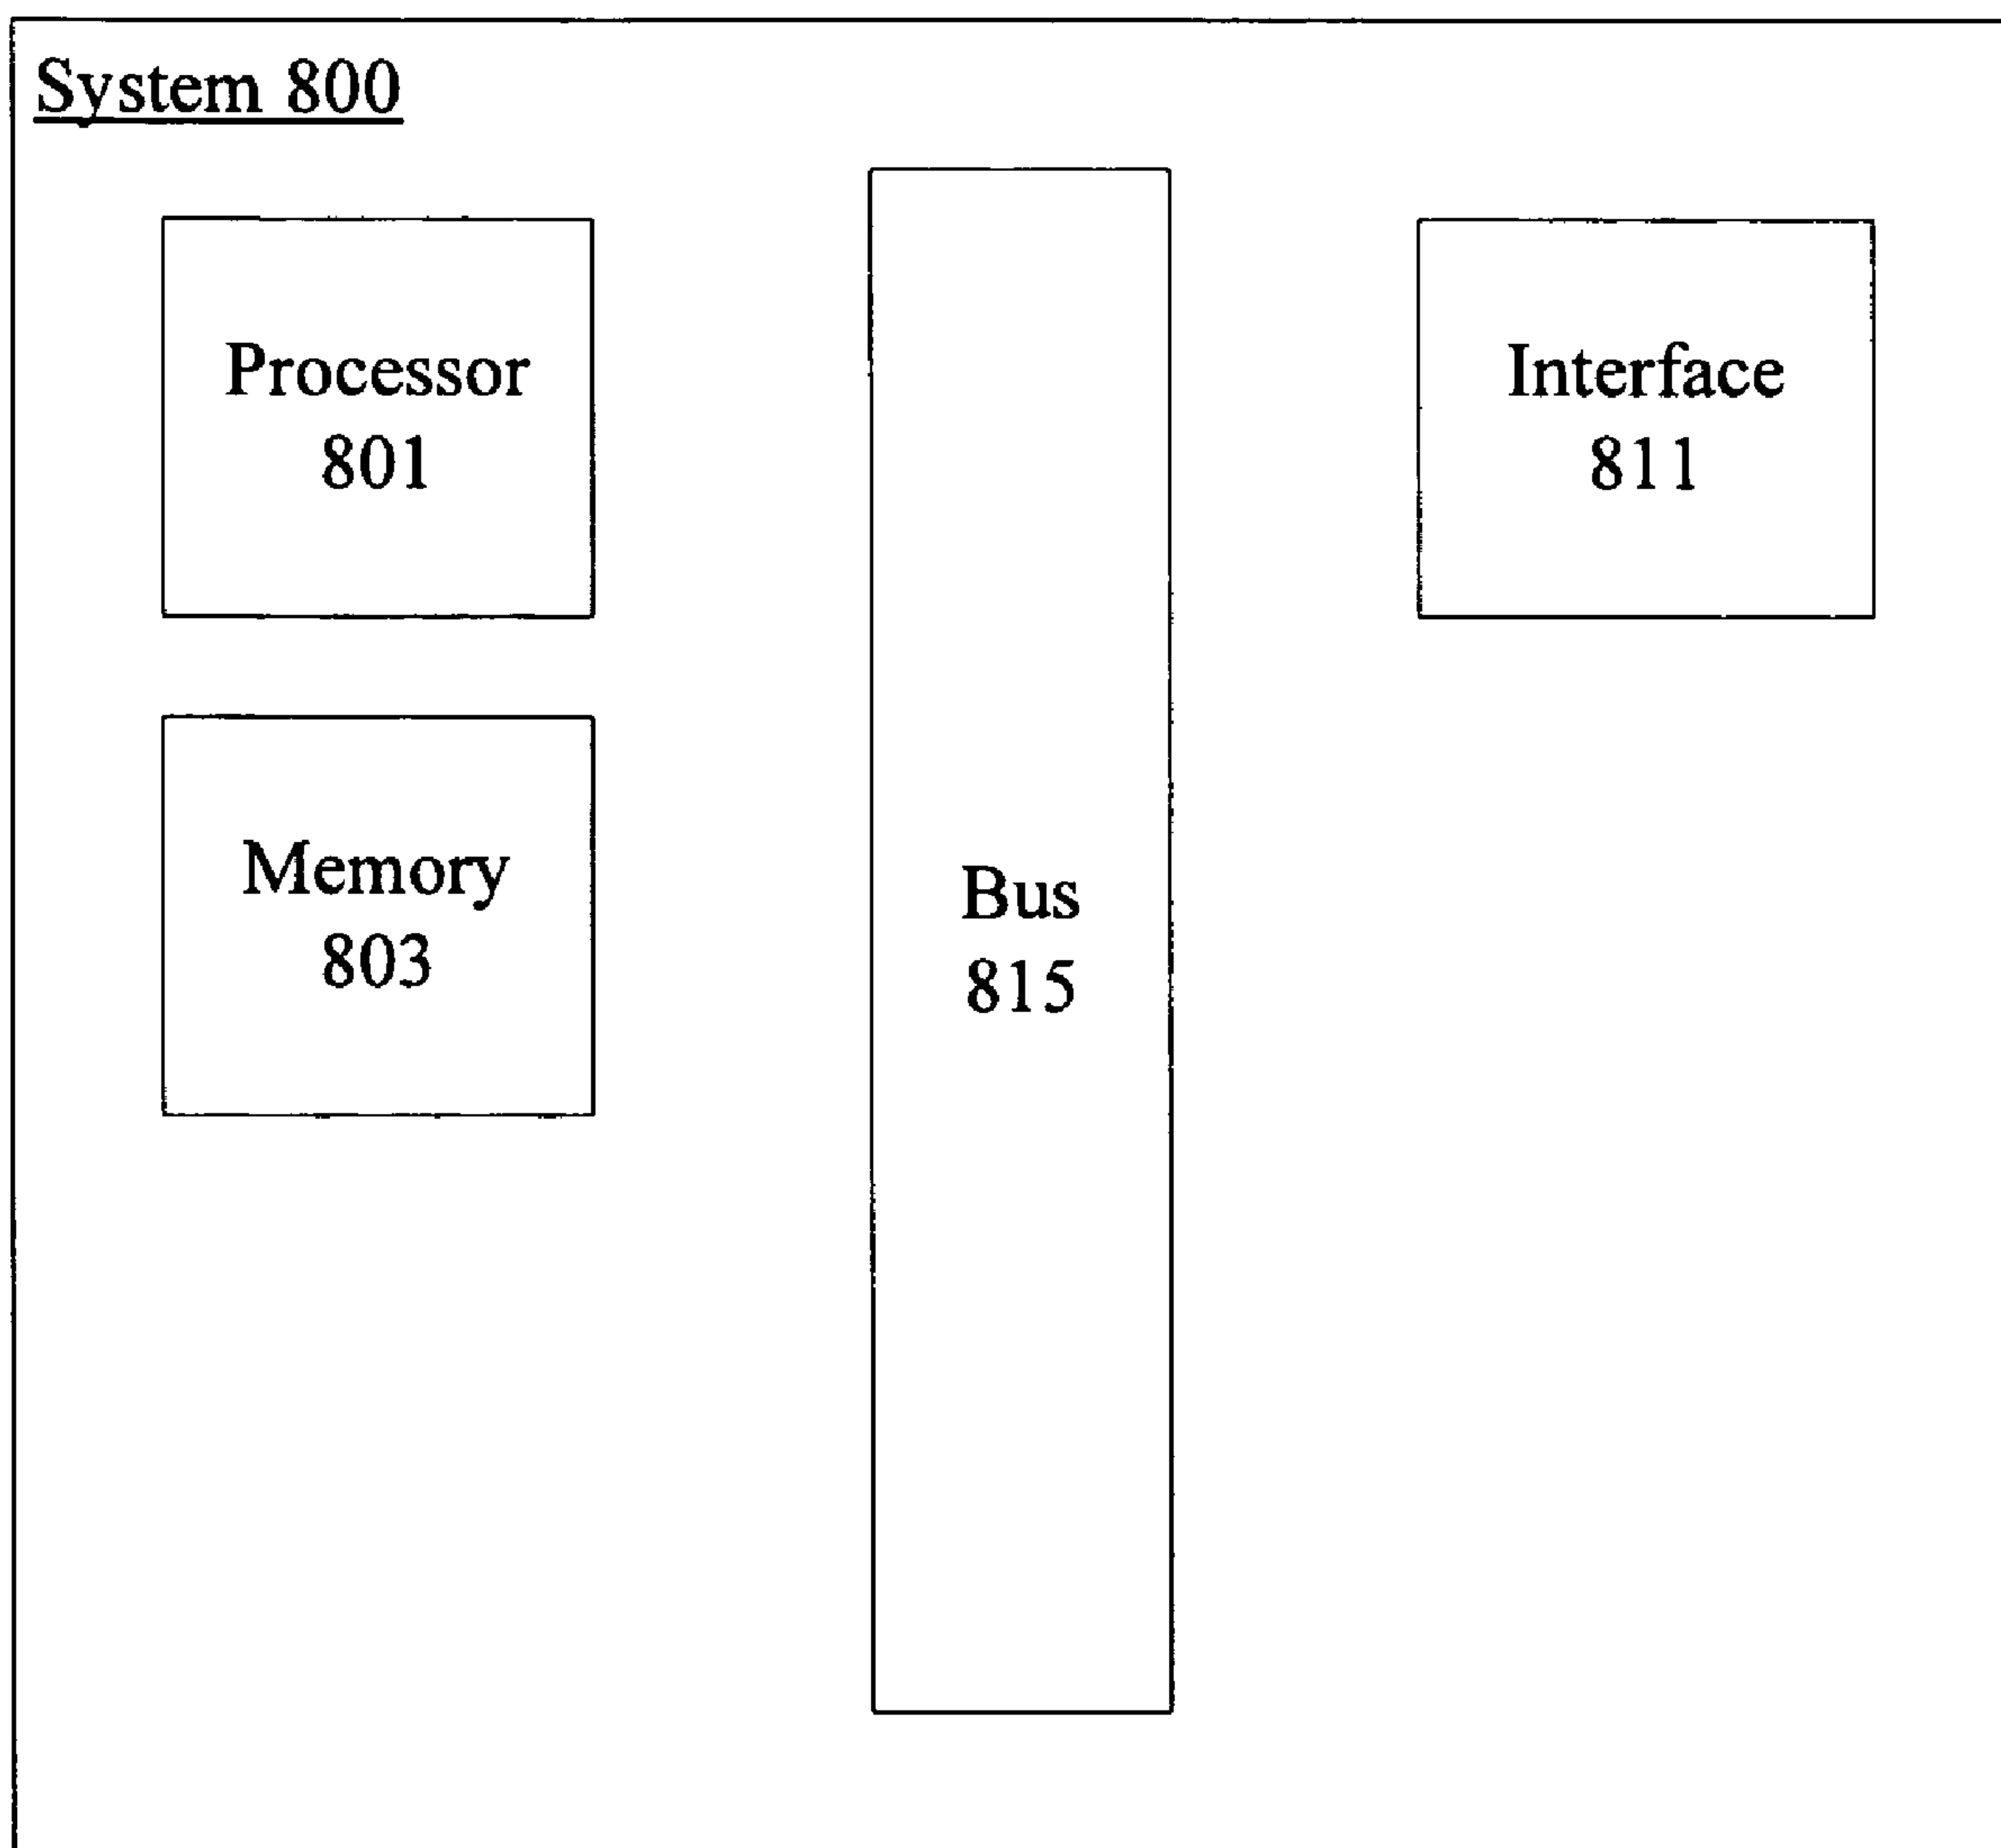 System 800
Processor
801
Interface
811
Memory
803
Bus
815